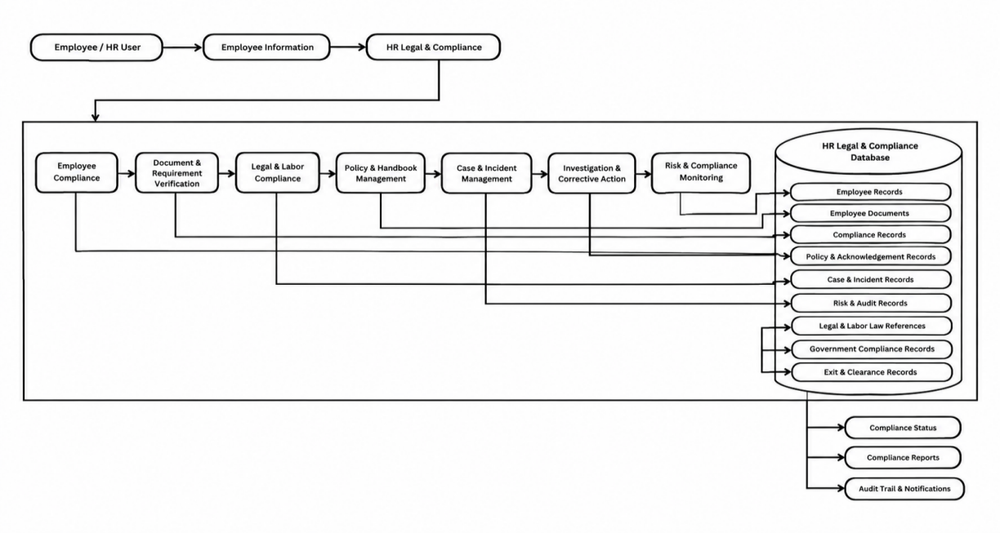 Employee / HR User
Employee Information
HR Legal & Compliance
Employee
Compliance
Document &
Requirement
Verification
Legal & Labor
Compliance
Policy & Handbook
Management
Case & Incident
Management
Investigation &
Corrective Action
Risk & Compliance
Monitoring
HR Legal & Compliance
Database
Employee Records
Employee Documents
Compliance Records
Policy & Acknowledgement Records
Case & Incident Records
Risk & Audit Records
Legal & Labor Law References
Government Compliance Records
Exit & Clearance Records
Compliance Status
Compliance Reports
Audit Trail & Notifications